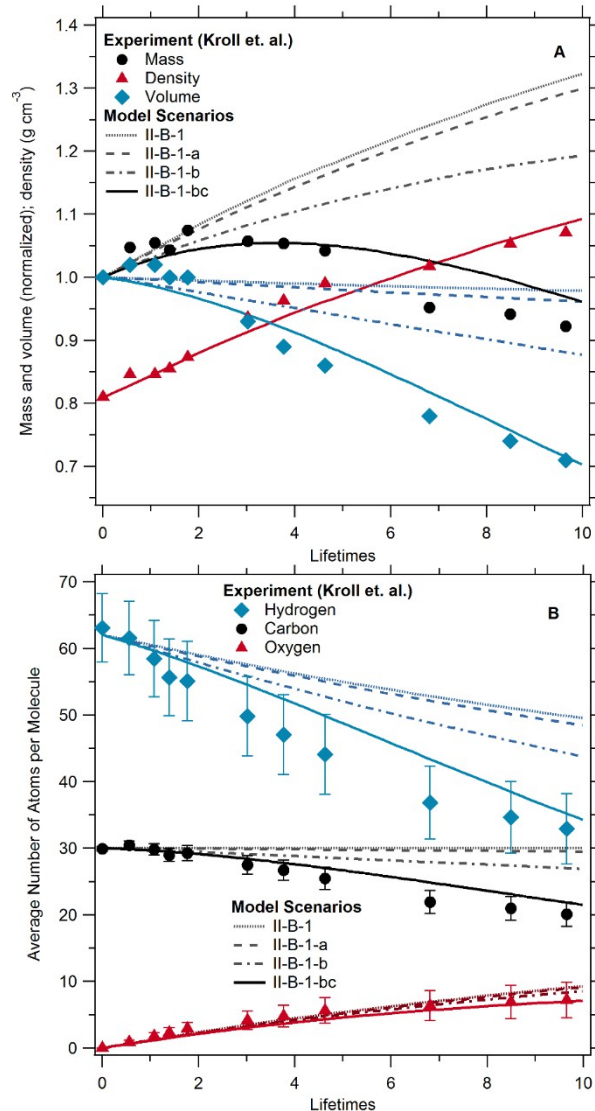 A
Experiment (Kroll et. al.)
Mass
Density
Volume
Model Scenarios
II-B-1
II-B-1-a
II-B-1-b
II-B-1-bc
Mass and volume (normalized); density (g cm⁻³)
1.4
1.3
1.2
1.1
1.0
0.9
0.8
0.7
0 2 4 6 8 10
Lifetimes
B
Experiment (Kroll et. al.)
Hydrogen
Carbon
Oxygen
Model Scenarios
II-B-1
II-B-1-a
II-B-1-b
II-B-1-bc
Average Number of Atoms per Molecule
70
60
50
40
30
20
10
0
0 2 4 6 8 10
Lifetimes